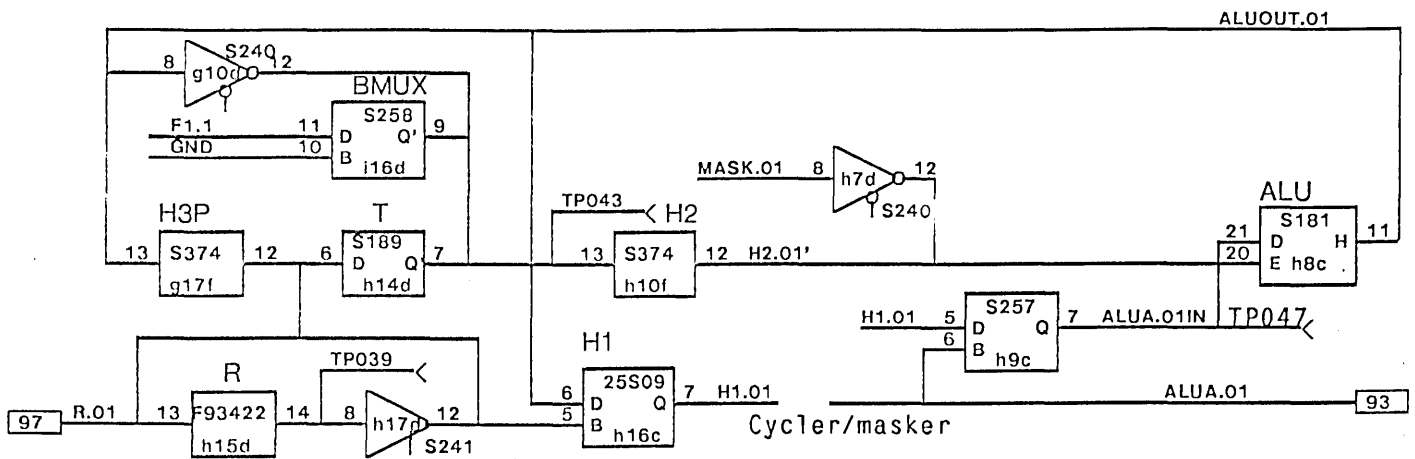 ALUOUT.01
S240
8 g10d 12
BMUX
S258
F1.1 11 D Q' 9
GND 10 B
i16d
MASK.01 8 h7d 12
S240
TP043
H3P T H2 ALU
S374 S189 S374 S181
13 12 6 D Q 7 13 12 H2.01' 21 D H 11
20 E
g17f h14d h10f h8c
S257
H1.01 5 D Q 7 ALUA.01IN TP047
6 B
h9c
H1
R TP039
F93422 25S09
97 R.01 13 14 8 h17 12 6 D Q 7 H1.01 ALUA.01 93
5 B
h15d S241 h16c
Cycler/masker